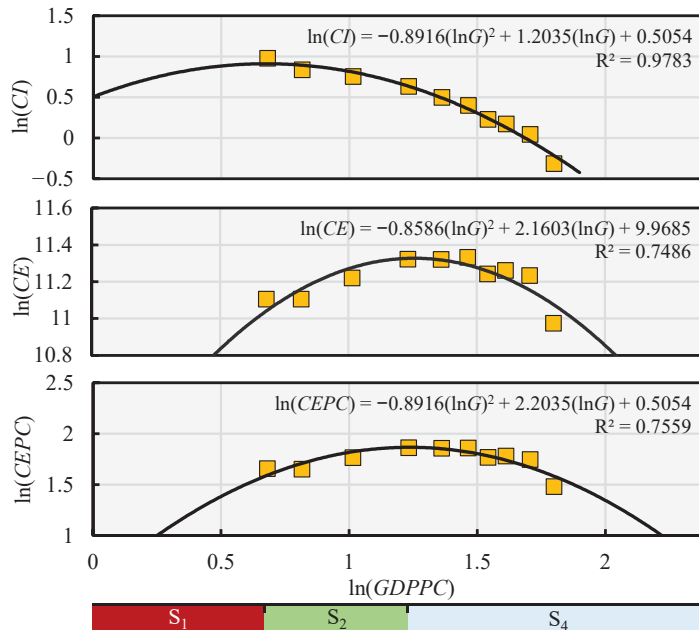 ln(CI) = −0.8916(lnG)² + 1.2035(lnG) + 0.5054
R² = 0.9783
1.5
1
0.5
0
−0.5
ln(CI)
ln(CE) = −0.8586(lnG)² + 2.1603(lnG) + 9.9685
R² = 0.7486
11.6
11.4
11.2
11
10.8
ln(CE)
ln(CEPC) = −0.8916(lnG)² + 2.2035(lnG) + 0.5054
R² = 0.7559
2.5
2
1.5
1
ln(CEPC)
0 0.5 1 1.5 2
ln(GDPPC)
S₁ S₂ S₄